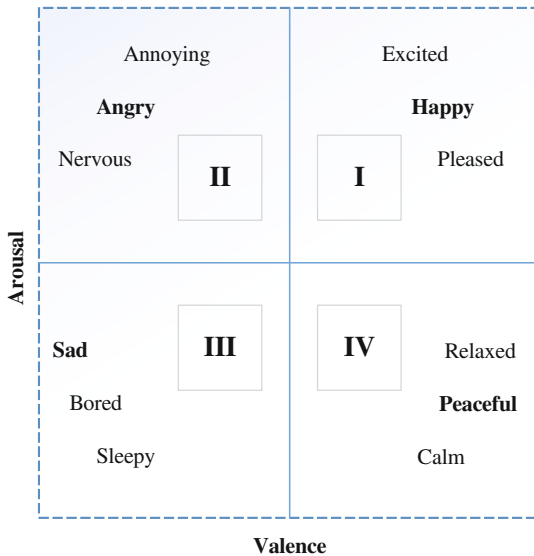 Annoying
Excited
Angry
Happy
Nervous
Pleased
II
I
Arousal
III
IV
Sad
Relaxed
Bored
Peaceful
Sleepy
Calm
Valence